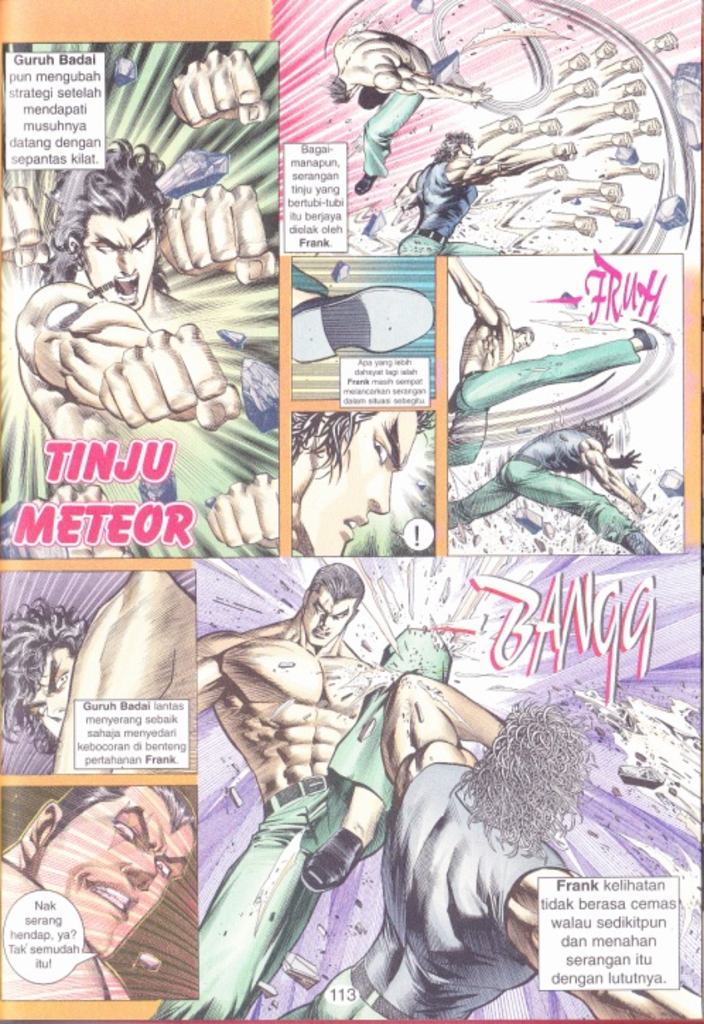 Guruh Badai
pun mengubah
strategi setelah
mendapati
musuhnya
datang dengan
sepantas kilat.
TINJU
METEOR
Bagai-
manapun,
serangan
tinju yang
bertubi-tubi
itu berjaya
dielak oleh
Frank.
Apa yang lebih
dahsyat lagi ialah
Frank masih sempat
melancarkan serangan
dalam situasi sebegitu.
!
FRUH
Guruh Badai lantas
menyerang sebaik
sahaja menyedari
kebocoran di benteng
pertahanan Frank.
BANGG
Nak
serang
hendap, ya?
Tak semudah
itu!
Frank kelihatan
tidak berasa cemas
walau sedikitpun
dan menahan
serangan itu
dengan lututnya.
113